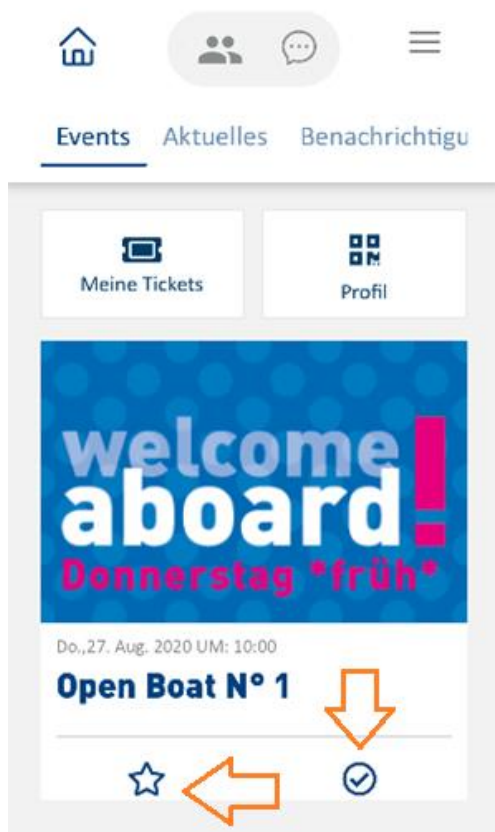 Events Aktuelles Benachrichtigu
Meine Tickets Profil
welcome
aboard!
Donnerstag *früh*
Do.,27. Aug. 2020 UM: 10:00
Open Boat N° 1